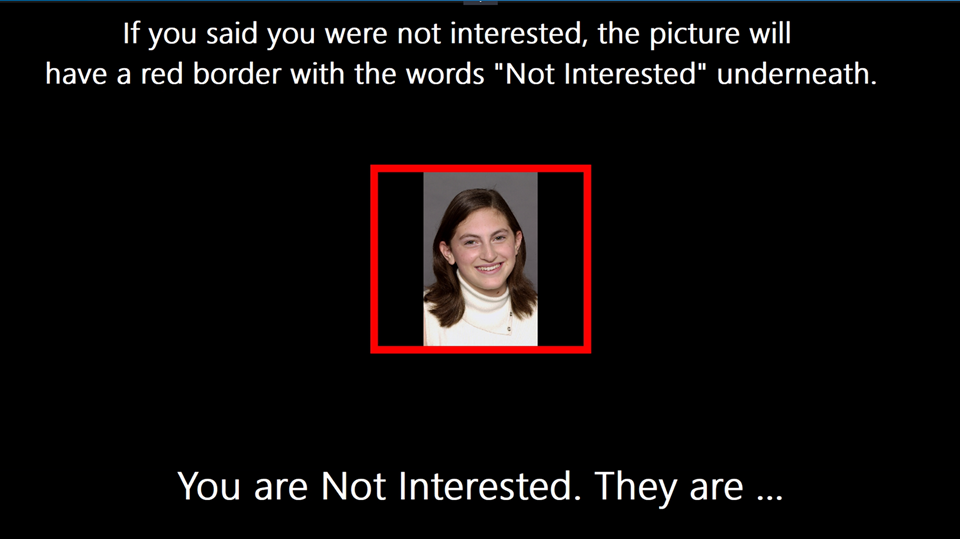 If you said you were not interested, the picture will
have a red border with the words "Not Interested" underneath.
You are Not Interested. They are ...